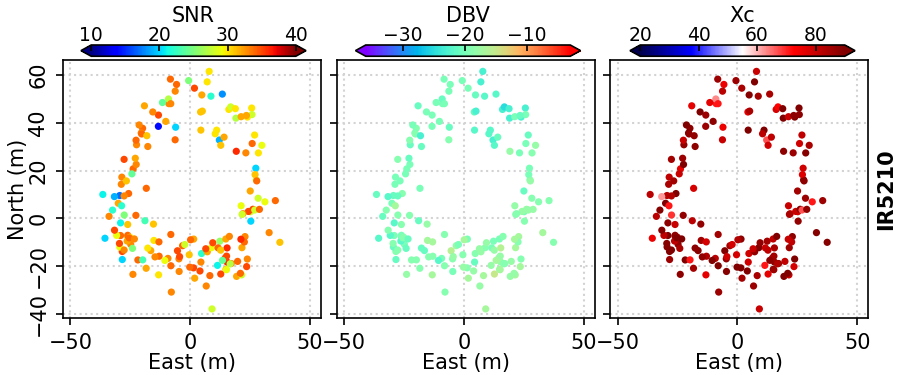 SNR DBV Xc
10 20 30 40 −30 −20 −10 20 40 60 80
60
40
20
0
−20
−40
North (m)
IR5210
−50 0 50 −50 0 50 −50 0 50
East (m) East (m) East (m)